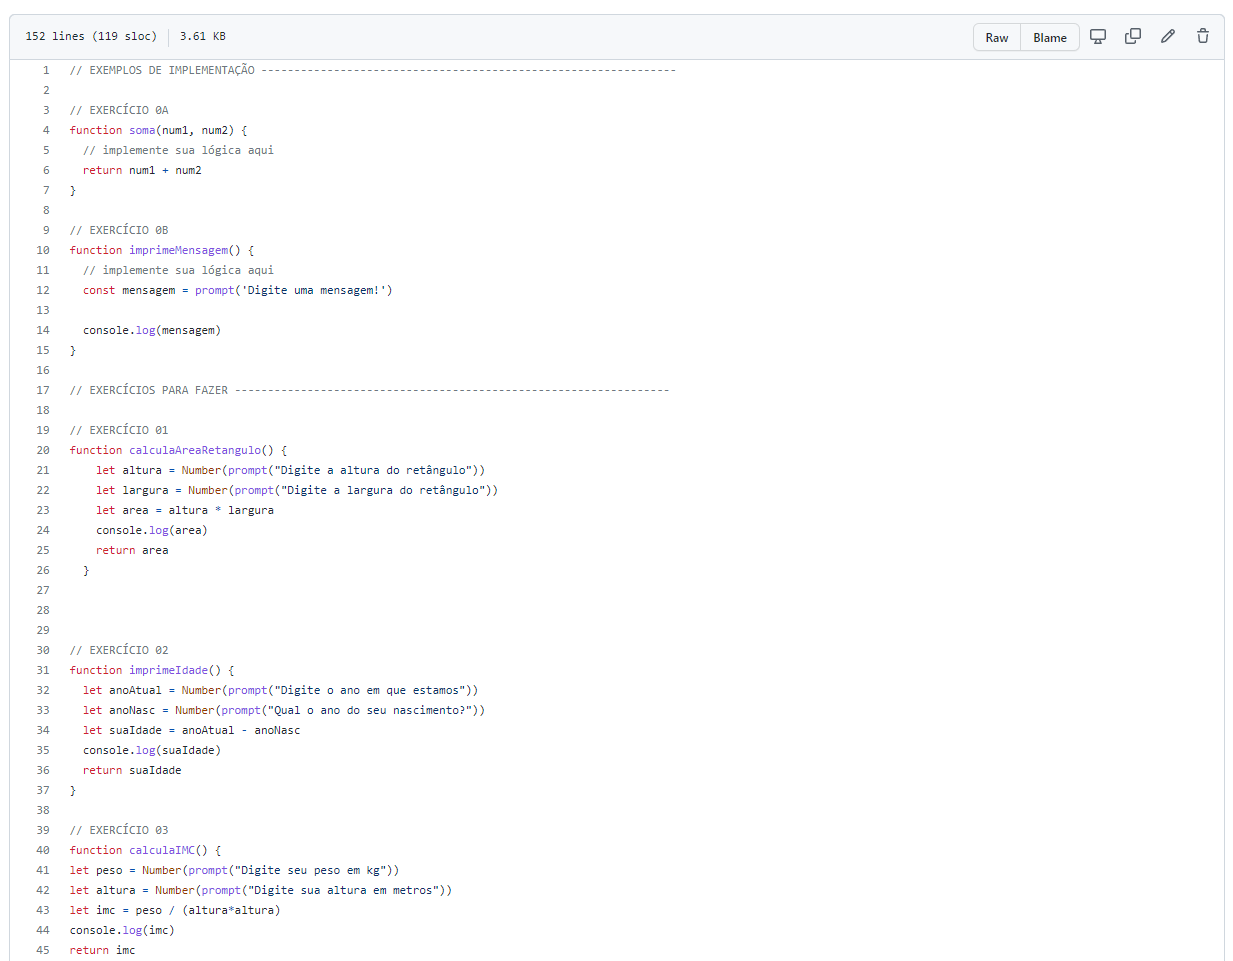 152 lines (119 sloc) 3.61 KB Raw Blame
1 // EXEMPLOS DE IMPLEMENTAÇÃO ---------------------------------------------------------------
2
3 // EXERCÍCIO 0A
4 function soma(num1, num2) {
5 // implemente sua lógica aqui
6 return num1 + num2
7 }
8
9 // EXERCÍCIO 0B
10 function imprimeMensagem() {
11 // implemente sua lógica aqui
12 const mensagem = prompt('Digite uma mensagem!')
13
14 console.log(mensagem)
15 }
16
17 // EXERCÍCIOS PARA FAZER ------------------------------------------------------------------
18
19 // EXERCÍCIO 01
20 function calculaAreaRetangulo() {
21 let altura = Number(prompt("Digite a altura do retângulo"))
22 let largura = Number(prompt("Digite a largura do retângulo"))
23 let area = altura * largura
24 console.log(area)
25 return area
26 }
27
28
29
30 // EXERCÍCIO 02
31 function imprimeIdade() {
32 let anoAtual = Number(prompt("Digite o ano em que estamos"))
33 let anoNasc = Number(prompt("Qual o ano do seu nascimento?"))
34 let suaIdade = anoAtual - anoNasc
35 console.log(suaIdade)
36 return suaIdade
37 }
38
39 // EXERCÍCIO 03
40 function calculaIMC() {
41 let peso = Number(prompt("Digite seu peso em kg"))
42 let altura = Number(prompt("Digite sua altura em metros"))
43 let imc = peso / (altura*altura)
44 console.log(imc)
45 return imc